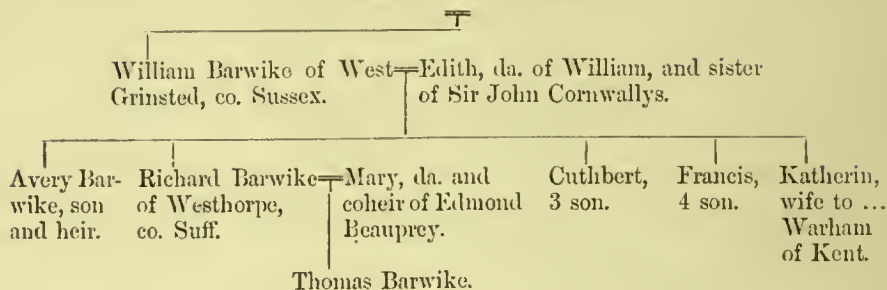 William Barwike of West
Grinsted, co. Sussex.
Edith, da. of William, and sister
of Sir John Cornwallys.
Avery Bar-
wike, son
and heir.
Richard Barwike
of Westhorpe,
co. Suff.
Mary, da. and
coheir of Edmond
Beauprey.
Cuthbert,
3 son.
Francis,
4 son.
Katherin,
wife to ...
Warham
of Kent.
Thomas Barwike.